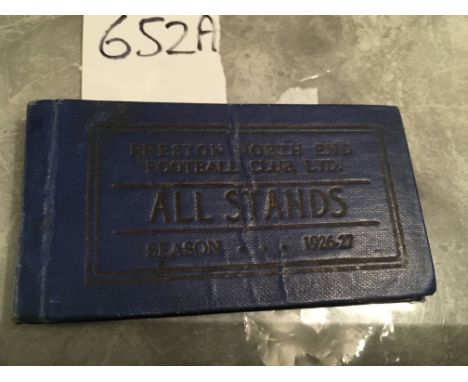 652A
PRESTON NORTH END
FOOTBALL CLUB, LTD.
ALL STANDS
SEASON . . . 1926-27